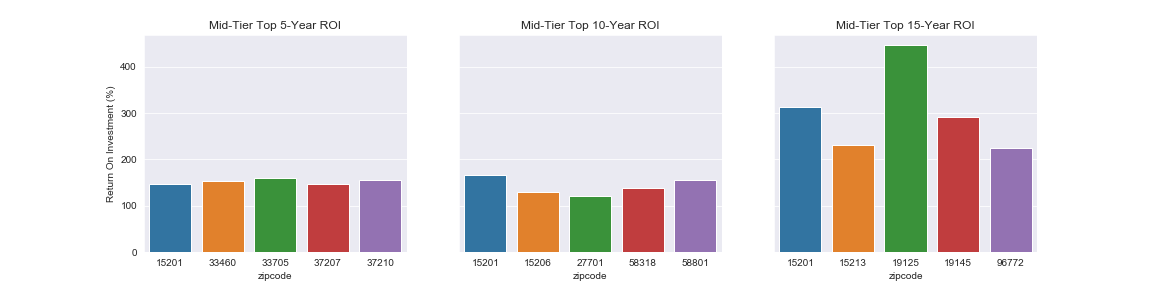 Mid-Tier Top 5-Year ROI
Mid-Tier Top 10-Year ROI
Mid-Tier Top 15-Year ROI
Return On Investment (%)
400
300
200
100
0
15201 33460 33705 37207 37210
zipcode
15201 15206 27701 58318 58801
zipcode
15201 15213 19125 19145 96772
zipcode